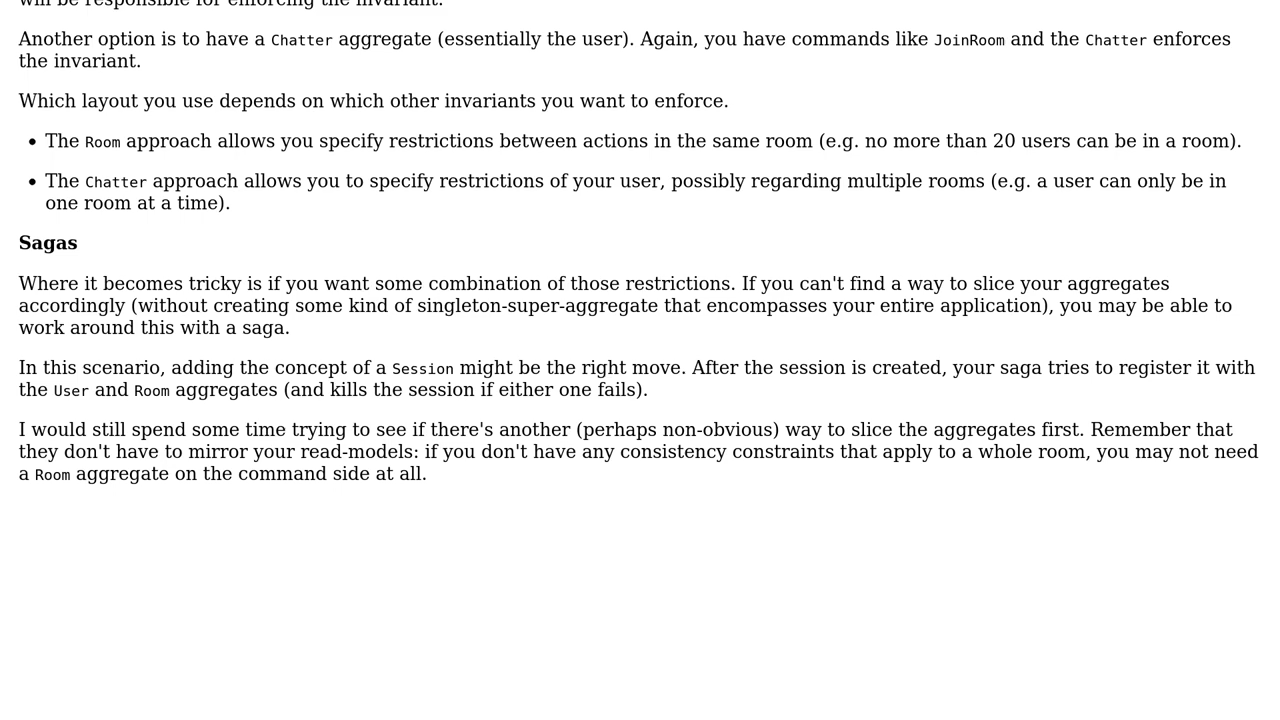 will be responsible for enforcing the invariant.
Another option is to have a Chatter aggregate (essentially the user). Again, you have commands like JoinRoom and the Chatter enforces
the invariant.
Which layout you use depends on which other invariants you want to enforce.
• The Room approach allows you specify restrictions between actions in the same room (e.g. no more than 20 users can be in a room).
• The Chatter approach allows you to specify restrictions of your user, possibly regarding multiple rooms (e.g. a user can only be in
one room at a time).
Sagas
Where it becomes tricky is if you want some combination of those restrictions. If you can't find a way to slice your aggregates
accordingly (without creating some kind of singleton-super-aggregate that encompasses your entire application), you may be able to
work around this with a saga.
In this scenario, adding the concept of a Session might be the right move. After the session is created, your saga tries to register it with
the User and Room aggregates (and kills the session if either one fails).
I would still spend some time trying to see if there's another (perhaps non-obvious) way to slice the aggregates first. Remember that
they don't have to mirror your read-models: if you don't have any consistency constraints that apply to a whole room, you may not need
a Room aggregate on the command side at all.